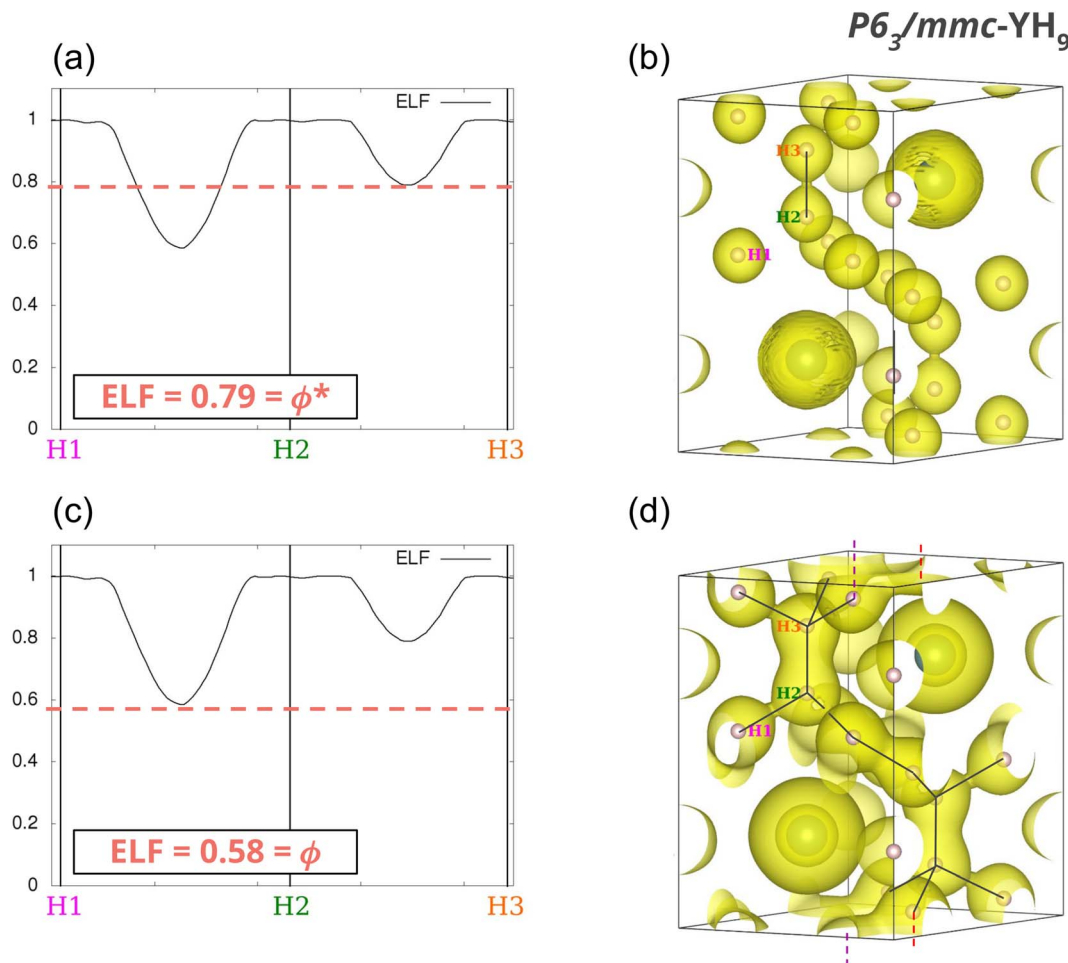 P6₃/mmc-YH₉
(a)
ELF
1
0.8
0.6
0.4
0.2
0
ELF = 0.79 = ϕ*
H1 H2 H3
(b)
H3
H2
H1
(c)
ELF
1
0.8
0.6
0.4
0.2
0
ELF = 0.58 = ϕ
H1 H2 H3
(d)
H3
H2
H1